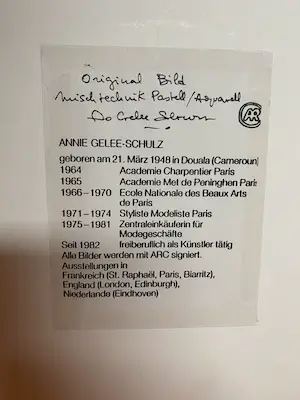 Original Bild
mischtechnik Pastell/Aquarell
ANNIE GELEE-SCHULZ
geboren am 21. März 1948 in Douala (Cameroun)
1964 Academie Charpentier Paris
1965 Academie Met de Peninghen Paris
1966–1970 Ecole Nationale des Beaux Arts
de Paris
1971–1974 Styliste Modeliste Paris
1975–1981 Zentraleinkäuferin für
Modegeschäfte
Seit 1982 freiberuflich als Künstler tätig
Alle Bilder werden mit ARC signiert.
Ausstellungen in
Frankreich (St. Raphaël, Paris, Biarritz),
England (London, Edinburgh),
Niederlande (Eindhoven)